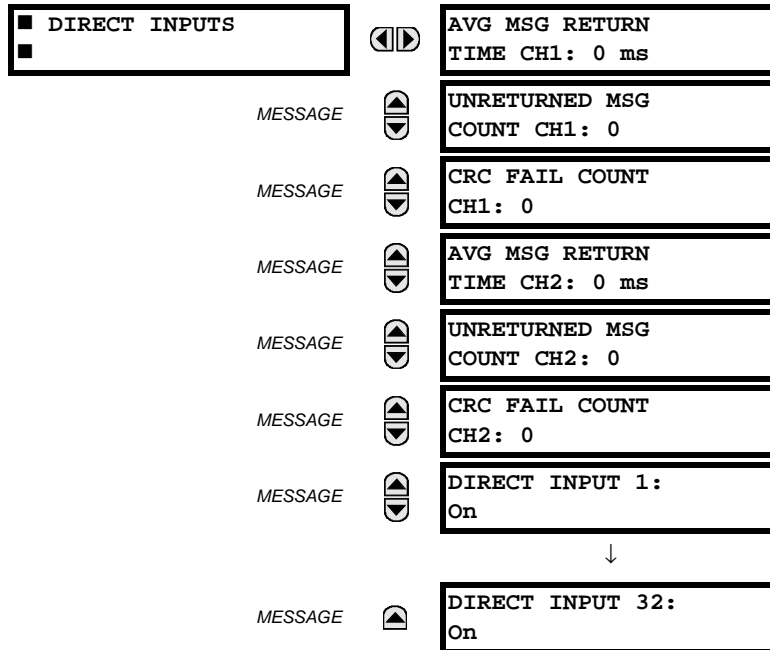 ■ DIRECT INPUTS
■
AVG MSG RETURN
TIME CH1: 0 ms
MESSAGE
UNRETURNED MSG
COUNT CH1: 0
MESSAGE
CRC FAIL COUNT
CH1: 0
MESSAGE
AVG MSG RETURN
TIME CH2: 0 ms
MESSAGE
UNRETURNED MSG
COUNT CH2: 0
MESSAGE
CRC FAIL COUNT
CH2: 0
MESSAGE
DIRECT INPUT 1:
On
↓
MESSAGE
DIRECT INPUT 32:
On